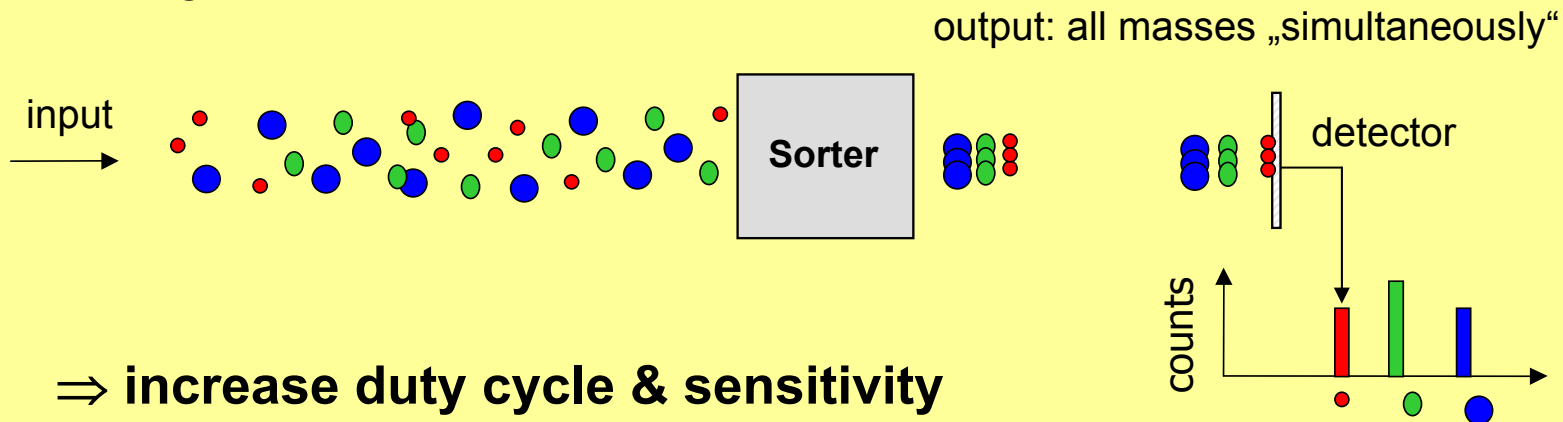 output: all masses „simultaneously“
input
Sorter
detector
counts
⇒ increase duty cycle & sensitivity